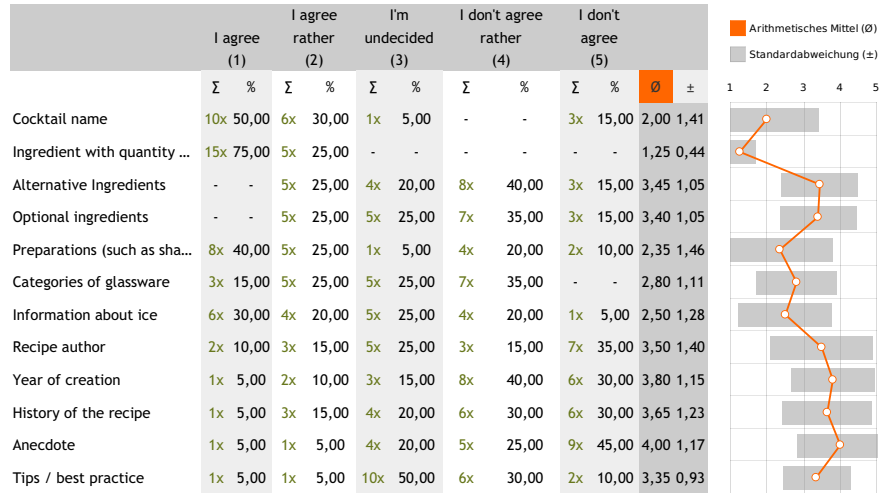 I agree I'm I don't agree I don't
I agree rather undecided rather agree
(1) (2) (3) (4) (5)
Arithmetisches Mittel (Ø)
Standardabweichung (±)
Σ % Σ % Σ % Σ % Σ % Ø ± 1 2 3 4 5
Cocktail name 10x 50,00 6x 30,00 1x 5,00 - - 3x 15,00 2,00 1,41
Ingredient with quantity ... 15x 75,00 5x 25,00 - - - - - - 1,25 0,44
Alternative Ingredients - - 5x 25,00 4x 20,00 8x 40,00 3x 15,00 3,45 1,05
Optional ingredients - - 5x 25,00 5x 25,00 7x 35,00 3x 15,00 3,40 1,05
Preparations (such as sha... 8x 40,00 5x 25,00 1x 5,00 4x 20,00 2x 10,00 2,35 1,46
Categories of glassware 3x 15,00 5x 25,00 5x 25,00 7x 35,00 - - 2,80 1,11
Information about ice 6x 30,00 4x 20,00 5x 25,00 4x 20,00 1x 5,00 2,50 1,28
Recipe author 2x 10,00 3x 15,00 5x 25,00 3x 15,00 7x 35,00 3,50 1,40
Year of creation 1x 5,00 2x 10,00 3x 15,00 8x 40,00 6x 30,00 3,80 1,15
History of the recipe 1x 5,00 3x 15,00 4x 20,00 6x 30,00 6x 30,00 3,65 1,23
Anecdote 1x 5,00 1x 5,00 4x 20,00 5x 25,00 9x 45,00 4,00 1,17
Tips / best practice 1x 5,00 1x 5,00 10x 50,00 6x 30,00 2x 10,00 3,35 0,93